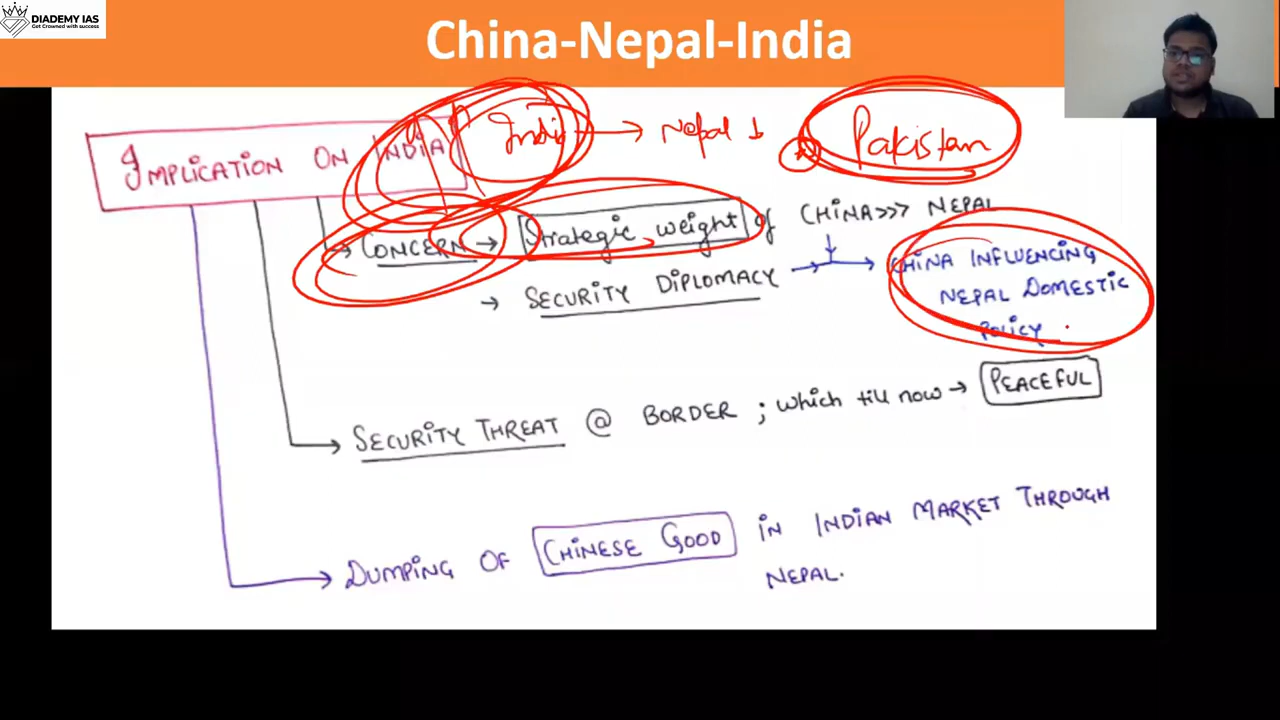 DIADEMY IAS
Get Crowned with success
China-Nepal-India
IMPLICATION ON INDIA
India → Nepal
Pakistan
CONCERN → Strategic weight of CHINA>>> NEPAL
→ SECURITY DIPLOMACY → CHINA INFLUENCING
NEPAL DOMESTIC
POLICY
SECURITY THREAT @ BORDER ; which till now → PEACEFUL
DUMPING OF CHINESE GOOD IN INDIAN MARKET THROUGH
NEPAL.